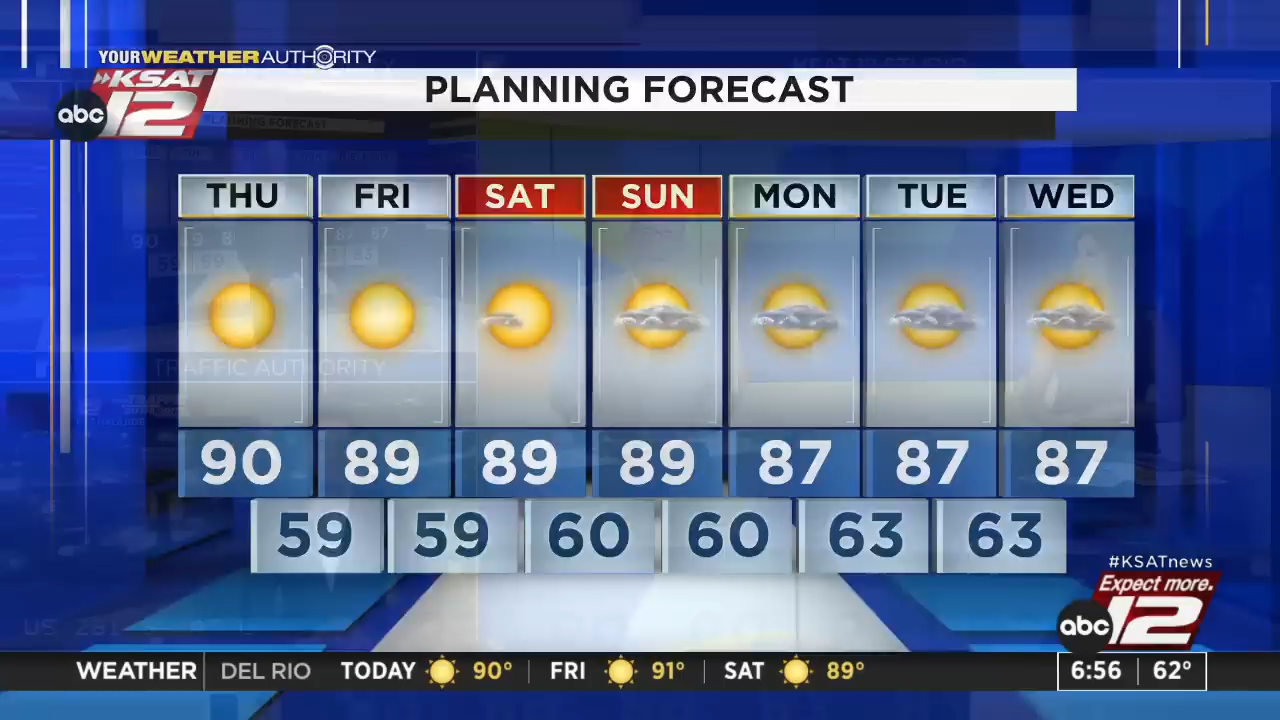 YOURWEATHERAUTHORITY
KSAT
abc 12
PLANNING FORECAST
THU FRI SAT SUN MON TUE WED
TRAFFIC AUTHORITY
90 89 89 89 87 87 87
59 59 60 60 63 63
#KSATnews
Expect more.
abc 12
WEATHER DEL RIO TODAY 90° FRI 91° SAT 89° 6:56 62°